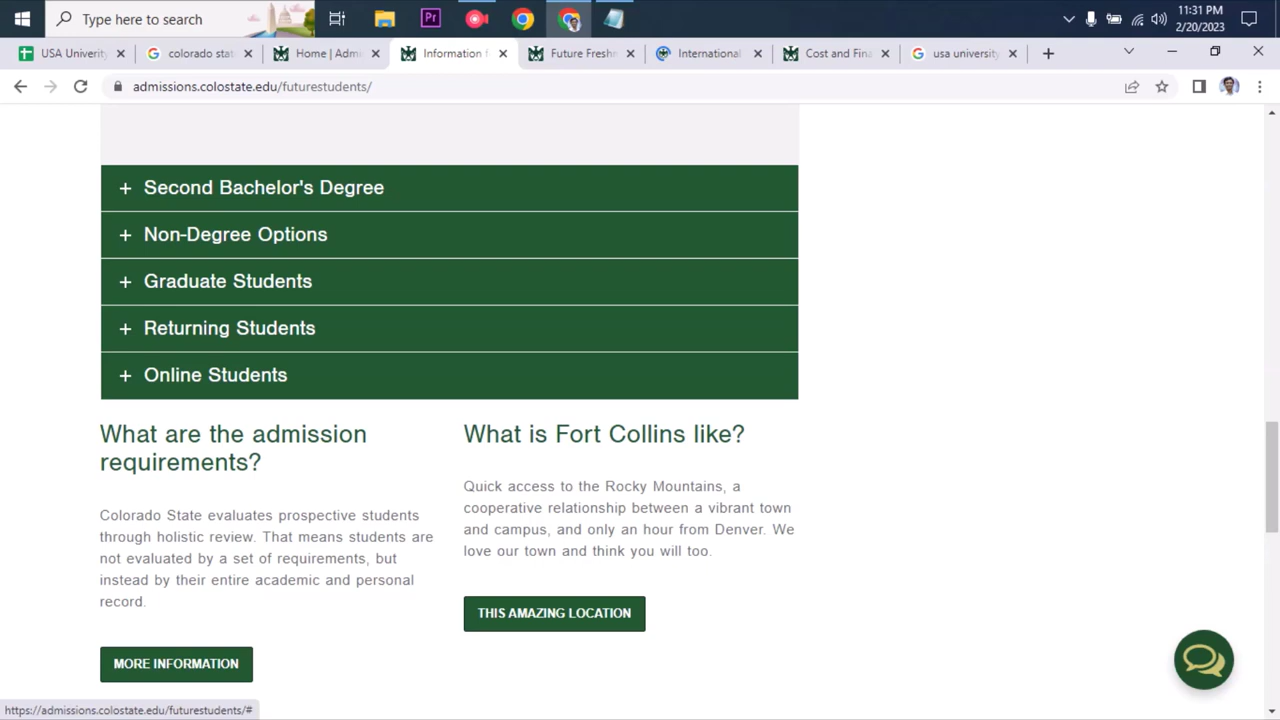 Type here to search
Pr
11:31 PM
2/20/2023
USA Univerity
colorado stat
Home | Admi
Information f
Future Freshm
International
Cost and Fina
usa university
admissions.colostate.edu/futurestudents/
+ Second Bachelor's Degree
+ Non-Degree Options
+ Graduate Students
+ Returning Students
+ Online Students
What are the admission
requirements?
Colorado State evaluates prospective students
through holistic review. That means students are
not evaluated by a set of requirements, but
instead by their entire academic and personal
record.
MORE INFORMATION
What is Fort Collins like?
Quick access to the Rocky Mountains, a
cooperative relationship between a vibrant town
and campus, and only an hour from Denver. We
love our town and think you will too.
THIS AMAZING LOCATION
https://admissions.colostate.edu/futurestudents/#